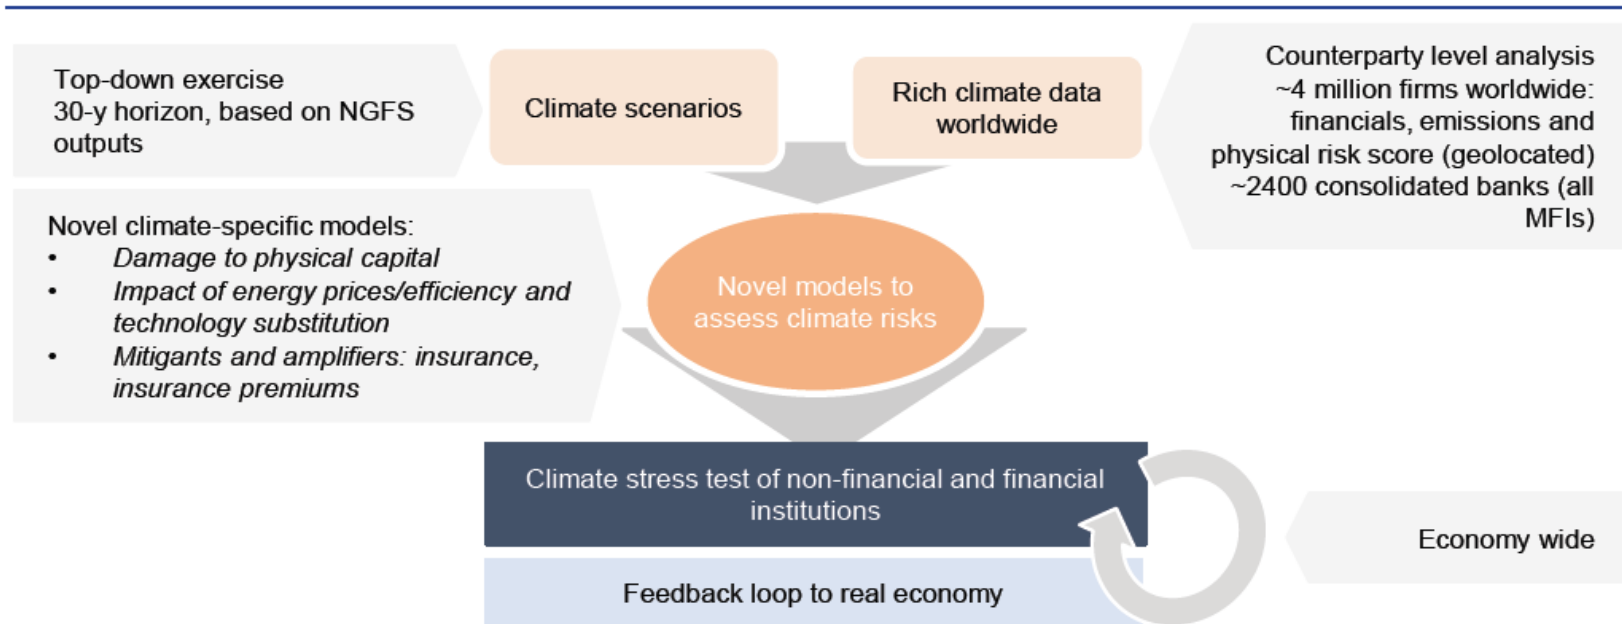 Top-down exercise
30-y horizon, based on NGFS
outputs
Climate scenarios
Rich climate data
worldwide
Counterparty level analysis
~4 million firms worldwide:
financials, emissions and
physical risk score (geolocated)
~2400 consolidated banks (all
MFIs)
Novel climate-specific models:
• Damage to physical capital
• Impact of energy prices/efficiency and
technology substitution
• Mitigants and amplifiers: insurance,
insurance premiums
Novel models to
assess climate risks
Climate stress test of non-financial and financial
institutions
Economy wide
Feedback loop to real economy